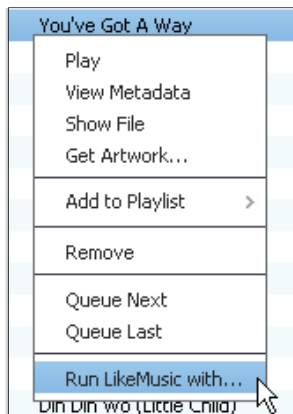 You've Got A Way
Play
View Metadata
Show File
Get Artwork...
Add to Playlist
Remove
Queue Next
Queue Last
Run LikeMusic with...
Din Din Wo (Little Child)